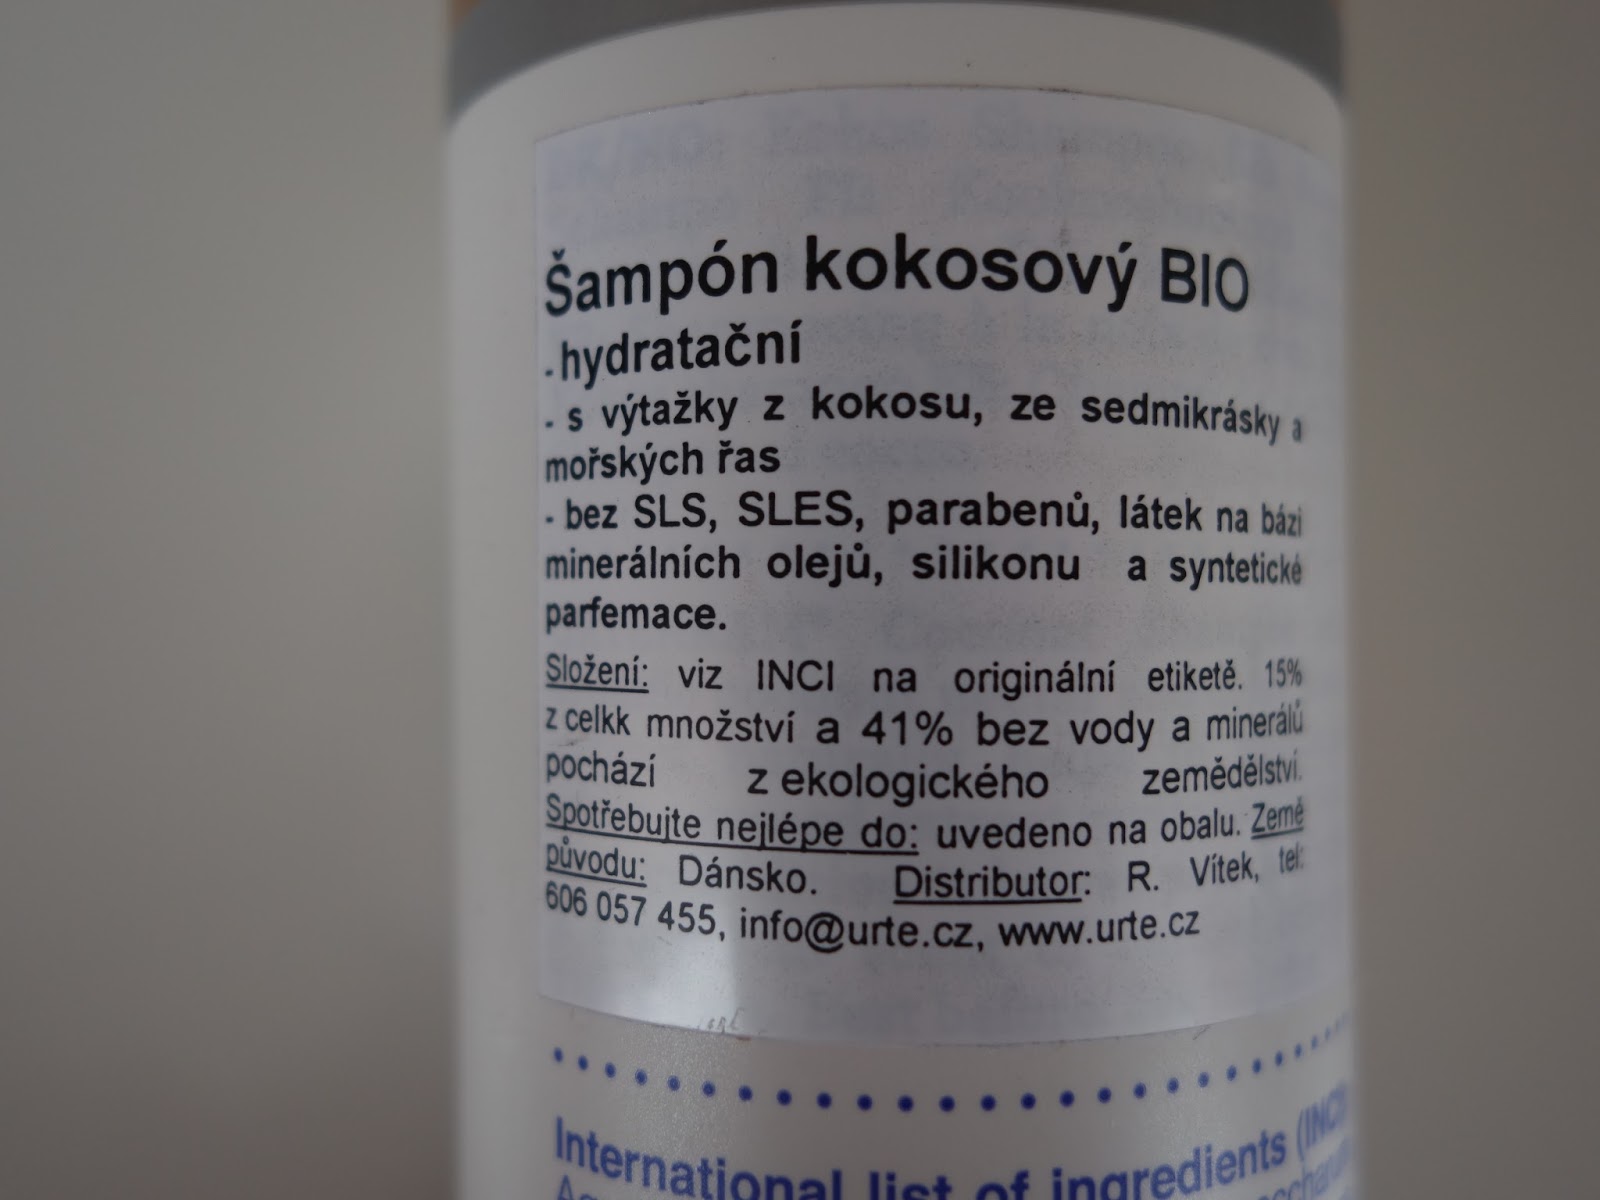 Šampón kokosový BIO
- hydratační
- s výtažky z kokosu, ze sedmikrásky a
mořských řas
- bez SLS, SLES, parabenů, látek na bázi
minerálních olejů, silikonu a syntetické
parfemace.
Složení: viz INCI na originální etiketě. 15%
z celkk množství a 41% bez vody a minerálů
pochází z ekologického zemědělství.
Spotřebujte nejlépe do: uvedeno na obalu. Země
původu: Dánsko. Distributor: R. Vítek, tel:
606 057 455, info@urte.cz, www.urte.cz
International list of ingredients (INCI)